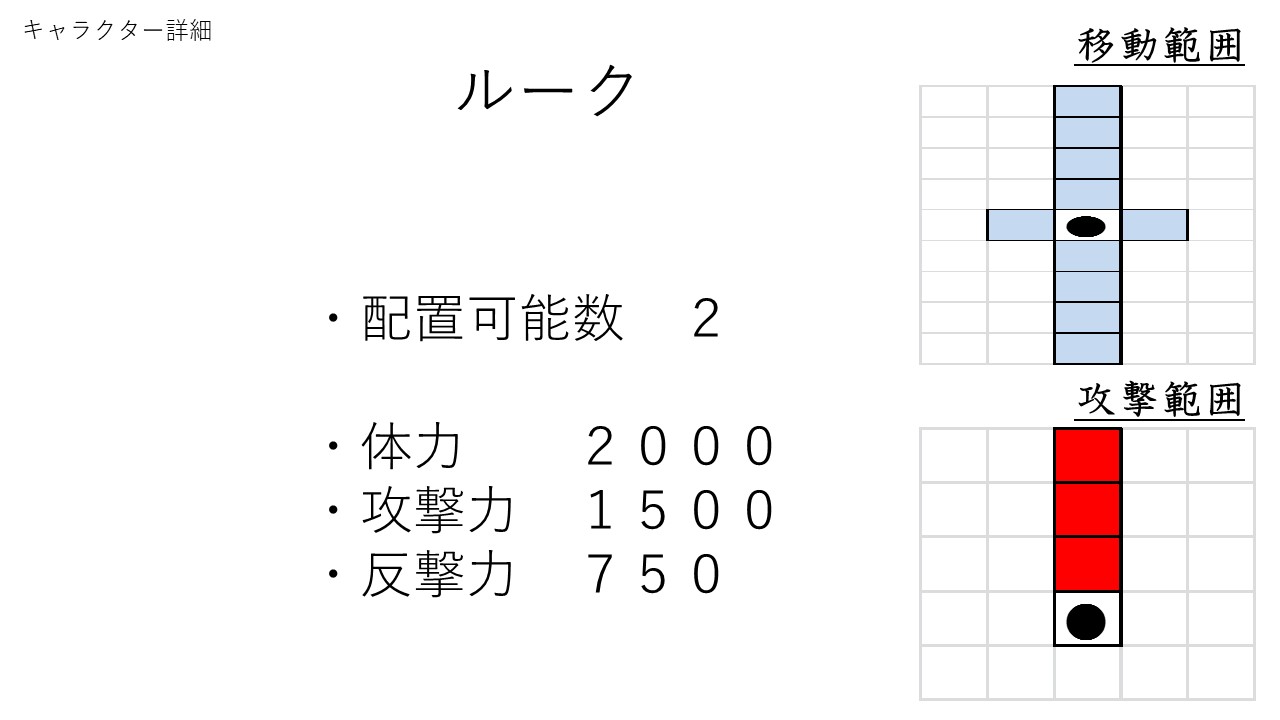 キャラクター詳細
ルーク
移動範囲
・配置可能数　２
攻撃範囲
・体力　　２０００
・攻撃力　１５００
・反撃力　７５０